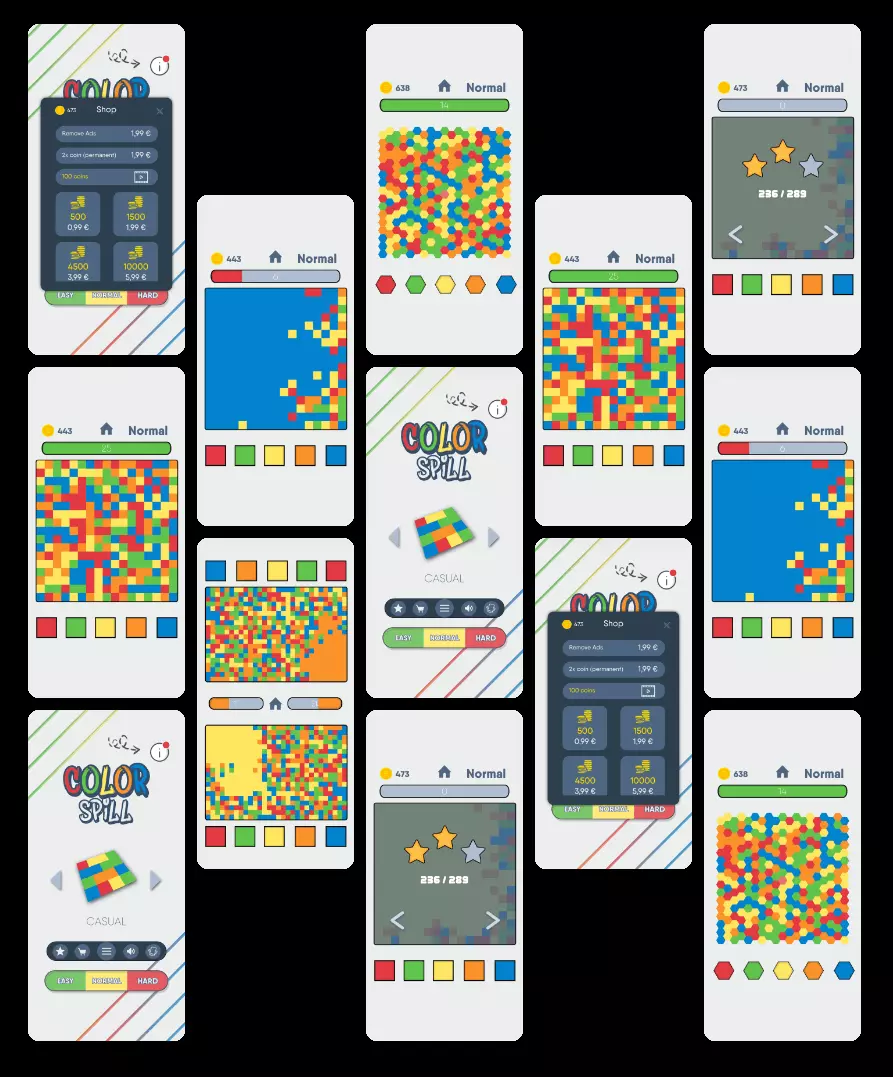 COLOR
473
Shop
Remove Ads
1,99 €
2x coin (permanent)
1,99 €
100 coins
500
0.99 €
1500
1,99 €
4500
3,99 €
10000
5,99 €
EASY
NORMAL
HARD
443
Normal
25
COLOR
SPILL
CASUAL
EASY
NORMAL
HARD
443
Normal
6
638
Normal
14
COLOR
SPILL
CASUAL
EASY
NORMAL
HARD
473
Normal
0
236 / 289
443
Normal
25
COLOR
473
Shop
Remove Ads
1,99 €
2x coin (permanent)
1,99 €
100 coins
500
0.99 €
1500
1,99 €
4500
3,99 €
10000
5,99 €
EASY
NORMAL
HARD
473
Normal
0
236 / 289
443
Normal
6
638
Normal
14